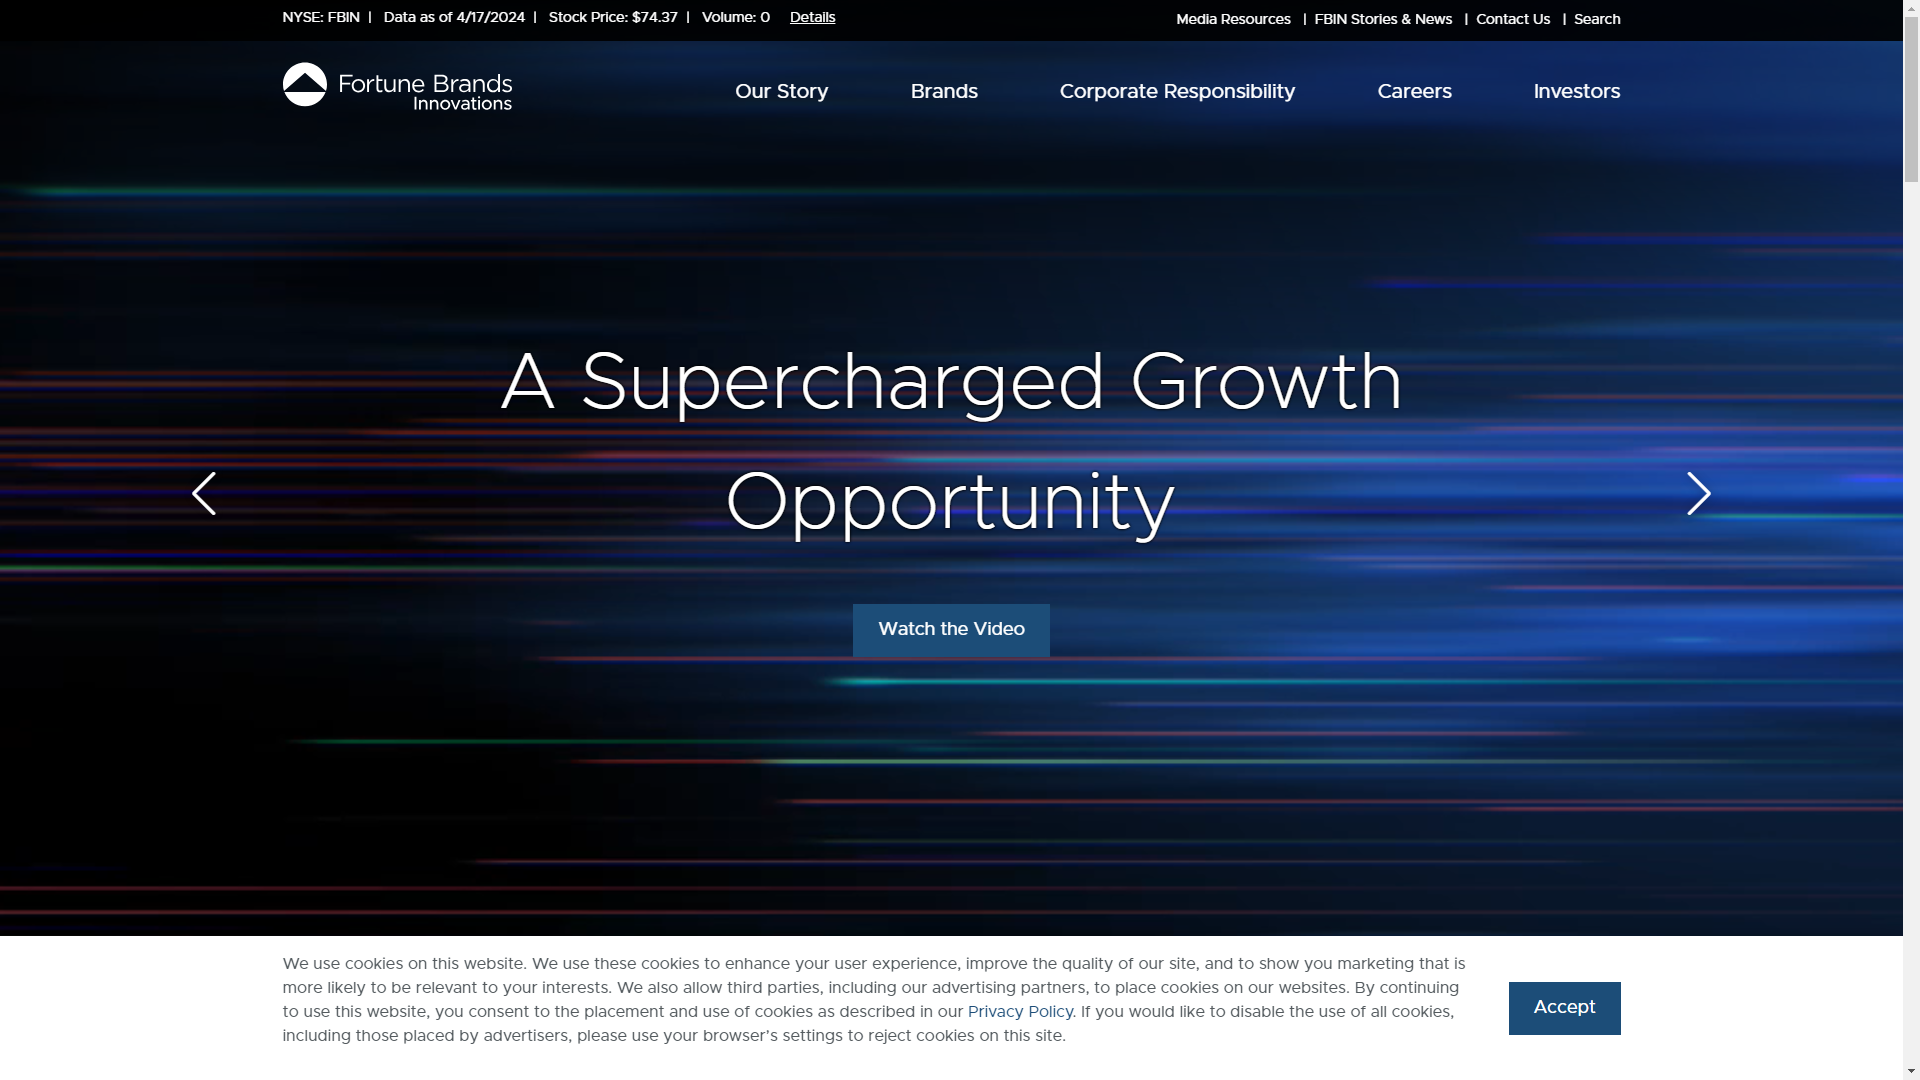 NYSE: FBIN | Data as of 4/17/2024 | Stock Price: $74.37 | Volume: 0 Details
Media Resources | FBIN Stories & News | Contact Us | Search
Fortune Brands
Innovations
Our Story Brands Corporate Responsibility Careers Investors
A Supercharged Growth
Opportunity
Watch the Video
We use cookies on this website. We use these cookies to enhance your user experience, improve the quality of our site, and to show you marketing that is
more likely to be relevant to your interests. We also allow third parties, including our advertising partners, to place cookies on our websites. By continuing
to use this website, you consent to the placement and use of cookies as described in our Privacy Policy. If you would like to disable the use of all cookies,
including those placed by advertisers, please use your browser’s settings to reject cookies on this site.
Accept